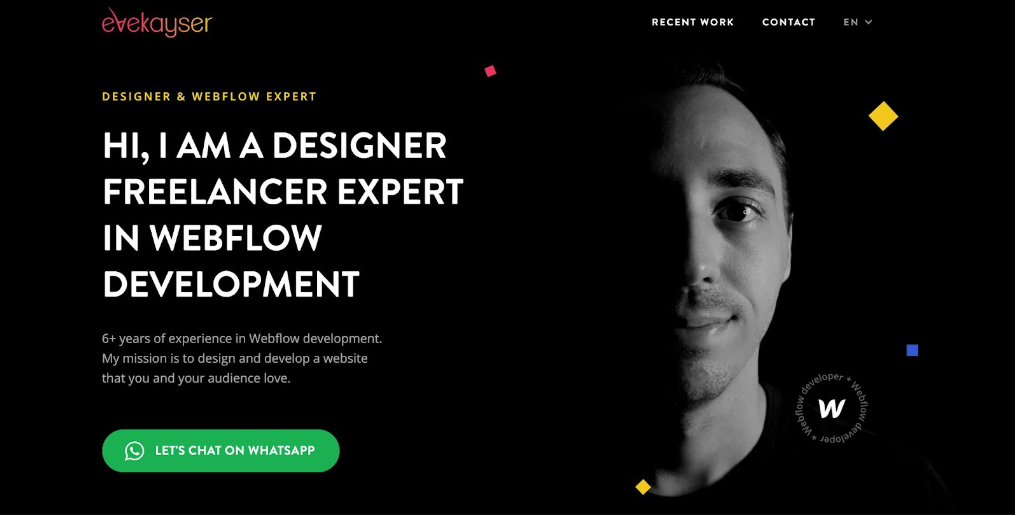 evekayser
RECENT WORK
CONTACT
EN
DESIGNER & WEBFLOW EXPERT
HI, I AM A DESIGNER
FREELANCER EXPERT
IN WEBFLOW
DEVELOPMENT
6+ years of experience in Webflow development.
My mission is to design and develop a website
that you and your audience love.
LET'S CHAT ON WHATSAPP
W
Webflow developer * Webflow developer *